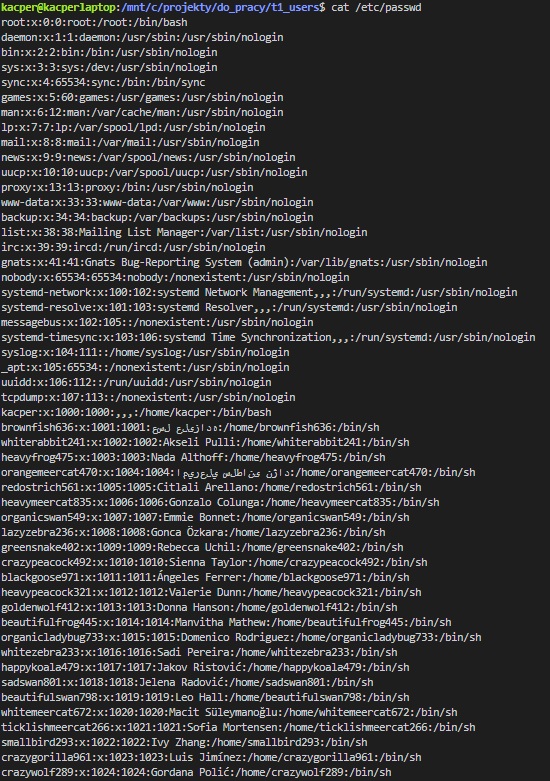 kacper@kacperlaptop:/mnt/c/projekty/do_pracy/t1_users$ cat /etc/passwd
root:x:0:0:root:/root:/bin/bash
daemon:x:1:1:daemon:/usr/sbin:/usr/sbin/nologin
bin:x:2:2:bin:/bin:/usr/sbin/nologin
sys:x:3:3:sys:/dev:/usr/sbin/nologin
sync:x:4:65534:sync:/bin:/bin/sync
games:x:5:60:games:/usr/games:/usr/sbin/nologin
man:x:6:12:man:/var/cache/man:/usr/sbin/nologin
lp:x:7:7:lp:/var/spool/lpd:/usr/sbin/nologin
mail:x:8:8:mail:/var/mail:/usr/sbin/nologin
news:x:9:9:news:/var/spool/news:/usr/sbin/nologin
uucp:x:10:10:uucp:/var/spool/uucp:/usr/sbin/nologin
proxy:x:13:13:proxy:/bin:/usr/sbin/nologin
www-data:x:33:33:www-data:/var/www:/usr/sbin/nologin
backup:x:34:34:backup:/var/backups:/usr/sbin/nologin
list:x:38:38:Mailing List Manager:/var/list:/usr/sbin/nologin
irc:x:39:39:ircd:/run/ircd:/usr/sbin/nologin
gnats:x:41:41:Gnats Bug-Reporting System (admin):/var/lib/gnats:/usr/sbin/nologin
nobody:x:65534:65534:nobody:/nonexistent:/usr/sbin/nologin
systemd-network:x:100:102:systemd Network Management,,,:/run/systemd:/usr/sbin/nologin
systemd-resolve:x:101:103:systemd Resolver,,,:/run/systemd:/usr/sbin/nologin
messagebus:x:102:105::/nonexistent:/usr/sbin/nologin
systemd-timesync:x:103:106:systemd Time Synchronization,,,:/run/systemd:/usr/sbin/nologin
syslog:x:104:111::/home/syslog:/usr/sbin/nologin
_apt:x:105:65534::/nonexistent:/usr/sbin/nologin
uuidd:x:106:112::/run/uuidd:/usr/sbin/nologin
tcpdump:x:107:113::/nonexistent:/usr/sbin/nologin
kacper:x:1000:1000:,,,:/home/kacper:/bin/bash
brownfish636:x:1001:1001:عسل علیزاده:/home/brownfish636:/bin/sh
whiterabbit241:x:1002:1002:Akseli Pulli:/home/whiterabbit241:/bin/sh
heavyfrog475:x:1003:1003:Nada Althoff:/home/heavyfrog475:/bin/sh
orangemeercat470:x:1004:1004:امیرعلی سلطانی نژاد:/home/orangemeercat470:/bin/sh
redostrich561:x:1005:1005:Citlali Arellano:/home/redostrich561:/bin/sh
heavymeercat835:x:1006:1006:Gonzalo Colunga:/home/heavymeercat835:/bin/sh
organicswan549:x:1007:1007:Emmie Bonnet:/home/organicswan549:/bin/sh
lazyzebra236:x:1008:1008:Gonca Özkara:/home/lazyzebra236:/bin/sh
greensnake402:x:1009:1009:Rebecca Uchil:/home/greensnake402:/bin/sh
crazypeacock492:x:1010:1010:Sienna Taylor:/home/crazypeacock492:/bin/sh
blackgoose971:x:1011:1011:Ángeles Ferrer:/home/blackgoose971:/bin/sh
heavypeacock321:x:1012:1012:Valerie Dunn:/home/heavypeacock321:/bin/sh
goldenwolf412:x:1013:1013:Donna Hanson:/home/goldenwolf412:/bin/sh
beautifulfrog445:x:1014:1014:Manvitha Mathew:/home/beautifulfrog445:/bin/sh
organicladybug733:x:1015:1015:Domenico Rodriguez:/home/organicladybug733:/bin/sh
whitezebra233:x:1016:1016:Sadi Pereira:/home/whitezebra233:/bin/sh
happykoala479:x:1017:1017:Jakov Ristović:/home/happykoala479:/bin/sh
sadswan801:x:1018:1018:Jelena Radović:/home/sadswan801:/bin/sh
beautifulswan798:x:1019:1019:Leo Hall:/home/beautifulswan798:/bin/sh
whitemeercat672:x:1020:1020:Macit Süleymanoğlu:/home/whitemeercat672:/bin/sh
ticklishmeercat266:x:1021:1021:Sofia Mortensen:/home/ticklishmeercat266:/bin/sh
smallbird293:x:1022:1022:Ivy Zhang:/home/smallbird293:/bin/sh
crazygorilla961:x:1023:1023:Luis Jimínez:/home/crazygorilla961:/bin/sh
crazywolf289:x:1024:1024:Gordana Polić:/home/crazywolf289:/bin/sh